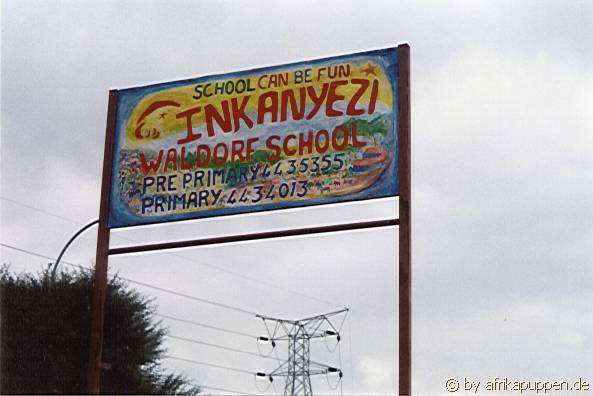 SCHOOL CAN BE FUN
INKANYEZI
WALDORF SCHOOL
PRE PRIMARY 4435355
PRIMARY 4434013
© by afrikapuppen.de